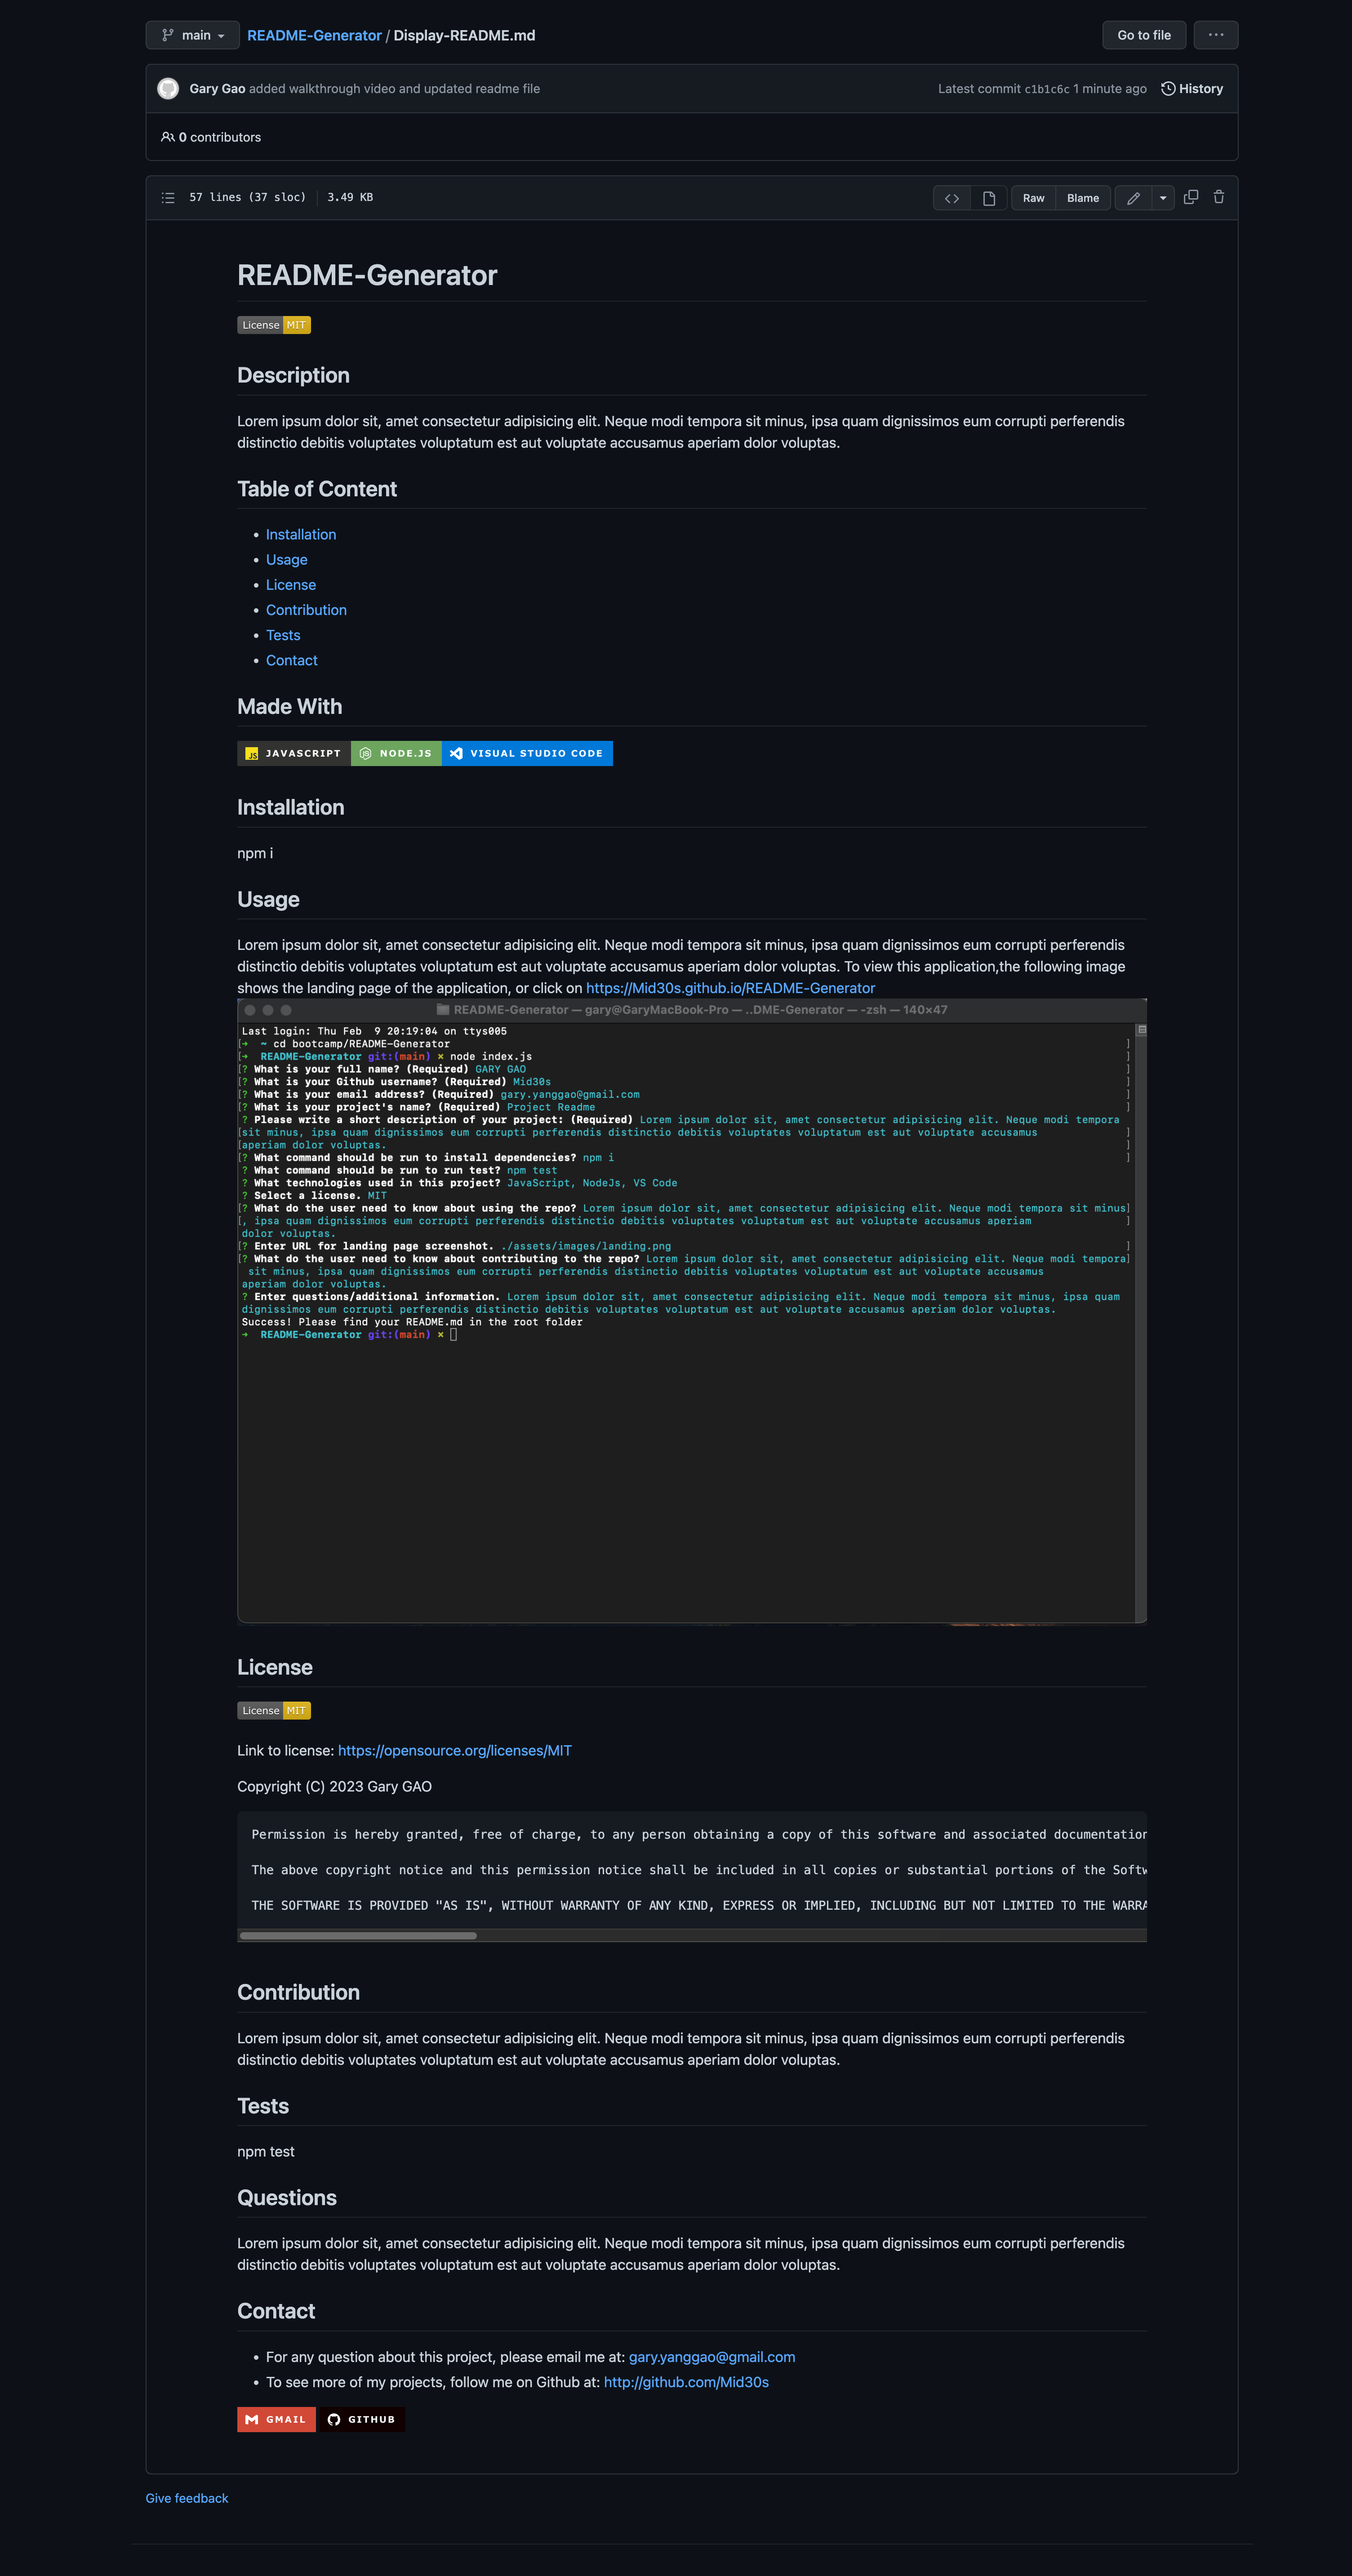 main
README-Generator / Display-README.md
Go to file
Gary Gao added walkthrough video and updated readme file
Latest commit c1b1c6c 1 minute ago
History
0 contributors
57 lines (37 sloc)
3.49 KB
Raw
Blame
README-Generator
License MIT
Description
Lorem ipsum dolor sit, amet consectetur adipisicing elit. Neque modi tempora sit minus, ipsa quam dignissimos eum corrupti perferendis
distinctio debitis voluptates voluptatum est aut voluptate accusamus aperiam dolor voluptas.
Table of Content
• Installation
• Usage
• License
• Contribution
• Tests
• Contact
Made With
JS JAVASCRIPT NODE.JS VISUAL STUDIO CODE
Installation
npm i
Usage
Lorem ipsum dolor sit, amet consectetur adipisicing elit. Neque modi tempora sit minus, ipsa quam dignissimos eum corrupti perferendis
distinctio debitis voluptates voluptatum est aut voluptate accusamus aperiam dolor voluptas. To view this application,the following image
shows the landing page of the application, or click on https://Mid30s.github.io/README-Generator
README-Generator — gary@GaryMacBook-Pro — ..DME-Generator — -zsh — 140×47
Last login: Thu Feb  9 20:19:04 on ttys005
[➜  ~ cd bootcamp/README-Generator ]
[➜  README-Generator git:(main) × node index.js ]
[? What is your full name? (Required) GARY GAO ]
[? What is your Github username? (Required) Mid30s ]
[? What is your email address? (Required) gary.yanggao@gmail.com ]
[? What is your project's name? (Required) Project Readme ]
? Please write a short description of your project: (Required) Lorem ipsum dolor sit, amet consectetur adipisicing elit. Neque modi tempora
[sit minus, ipsa quam dignissimos eum corrupti perferendis distinctio debitis voluptates voluptatum est aut voluptate accusamus ]
[aperiam dolor voluptas. ]
[? What command should be run to install dependencies? npm i ]
? What command should be run to run test? npm test
? What technologies used in this project? JavaScript, NodeJs, VS Code
? Select a license. MIT
[? What do the user need to know about using the repo? Lorem ipsum dolor sit, amet consectetur adipisicing elit. Neque modi tempora sit minus]
[, ipsa quam dignissimos eum corrupti perferendis distinctio debitis voluptates voluptatum est aut voluptate accusamus aperiam ]
dolor voluptas.
[? Enter URL for landing page screenshot. ./assets/images/landing.png ]
[? What do the user need to know about contributing to the repo? Lorem ipsum dolor sit, amet consectetur adipisicing elit. Neque modi tempora]
sit minus, ipsa quam dignissimos eum corrupti perferendis distinctio debitis voluptates voluptatum est aut voluptate accusamus
aperiam dolor voluptas.
? Enter questions/additional information. Lorem ipsum dolor sit, amet consectetur adipisicing elit. Neque modi tempora sit minus, ipsa quam
dignissimos eum corrupti perferendis distinctio debitis voluptates voluptatum est aut voluptate accusamus aperiam dolor voluptas.
Success! Please find your README.md in the root folder
➜  README-Generator git:(main) ×
License
License MIT
Link to license: https://opensource.org/licenses/MIT
Copyright (C) 2023 Gary GAO
Permission is hereby granted, free of charge, to any person obtaining a copy of this software and associated documentation
The above copyright notice and this permission notice shall be included in all copies or substantial portions of the Softw
THE SOFTWARE IS PROVIDED "AS IS", WITHOUT WARRANTY OF ANY KIND, EXPRESS OR IMPLIED, INCLUDING BUT NOT LIMITED TO THE WARRA
Contribution
Lorem ipsum dolor sit, amet consectetur adipisicing elit. Neque modi tempora sit minus, ipsa quam dignissimos eum corrupti perferendis
distinctio debitis voluptates voluptatum est aut voluptate accusamus aperiam dolor voluptas.
Tests
npm test
Questions
Lorem ipsum dolor sit, amet consectetur adipisicing elit. Neque modi tempora sit minus, ipsa quam dignissimos eum corrupti perferendis
distinctio debitis voluptates voluptatum est aut voluptate accusamus aperiam dolor voluptas.
Contact
• For any question about this project, please email me at: gary.yanggao@gmail.com
• To see more of my projects, follow me on Github at: http://github.com/Mid30s
GMAIL GITHUB
Give feedback